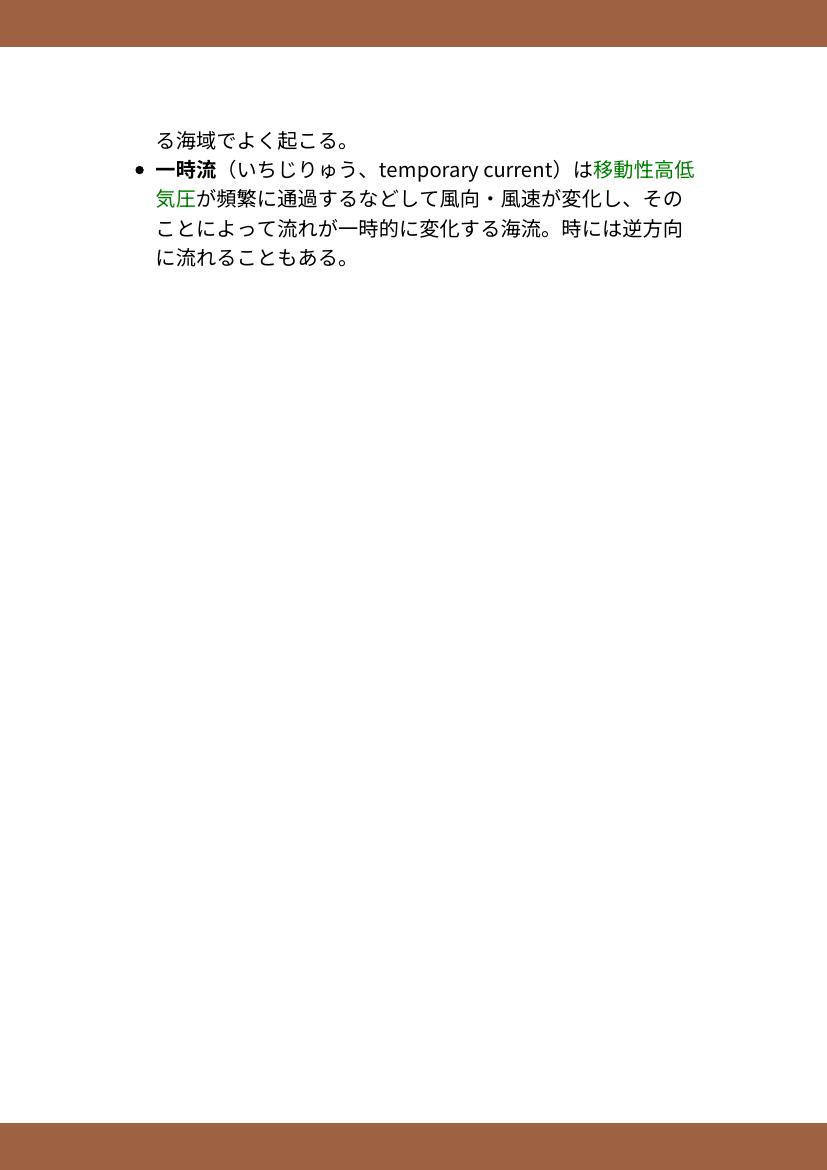 る海域でよく起こる。
• 一時流（いちじりゅう、temporary current）は移動性高低
気圧が頻繁に通過するなどして風向・風速が変化し、その
ことによって流れが一時的に変化する海流。時には逆方向
に流れることもある。